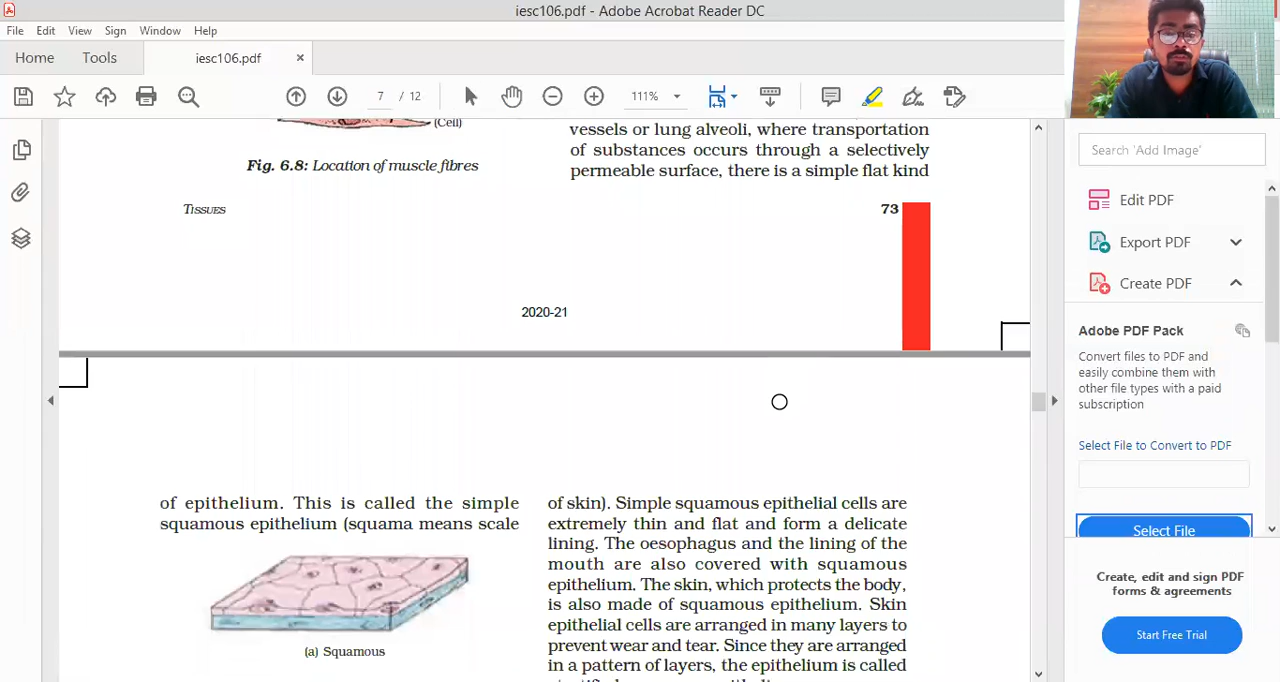 iesc106.pdf - Adobe Acrobat Reader DC
File Edit View Sign Window Help
Home Tools iesc106.pdf ×
7 / 12 111%
(Cell)
Fig. 6.8: Location of muscle fibres
vessels or lung alveoli, where transportation
of substances occurs through a selectively
permeable surface, there is a simple flat kind
TISSUES
73
2020-21
of epithelium. This is called the simple
squamous epithelium (squama means scale
(a) Squamous
of skin). Simple squamous epithelial cells are
extremely thin and flat and form a delicate
lining. The oesophagus and the lining of the
mouth are also covered with squamous
epithelium. The skin, which protects the body,
is also made of squamous epithelium. Skin
epithelial cells are arranged in many layers to
prevent wear and tear. Since they are arranged
in a pattern of layers, the epithelium is called
Search 'Add Image'
Edit PDF
Export PDF
Create PDF
Adobe PDF Pack
Convert files to PDF and
easily combine them with
other file types with a paid
subscription
Select File to Convert to PDF
Select File
Create, edit and sign PDF
forms & agreements
Start Free Trial